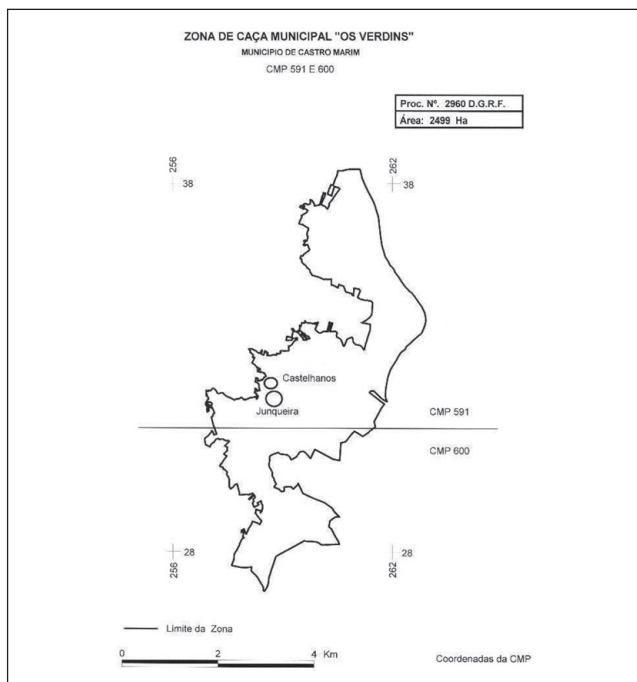 ZONA DE CAÇA MUNICIPAL "OS VERDINS"
MUNICIPIO DE CASTRO MARIM
CMP 591 E 600
Proc. Nº. 2960 D.G.R.F.
Área: 2499 Ha
256
38
262
38
Castelhanos
Junqueira
CMP 591
CMP 600
256
28
262
28
Limite da Zona
0 2 4 Km
Coordenadas da CMP